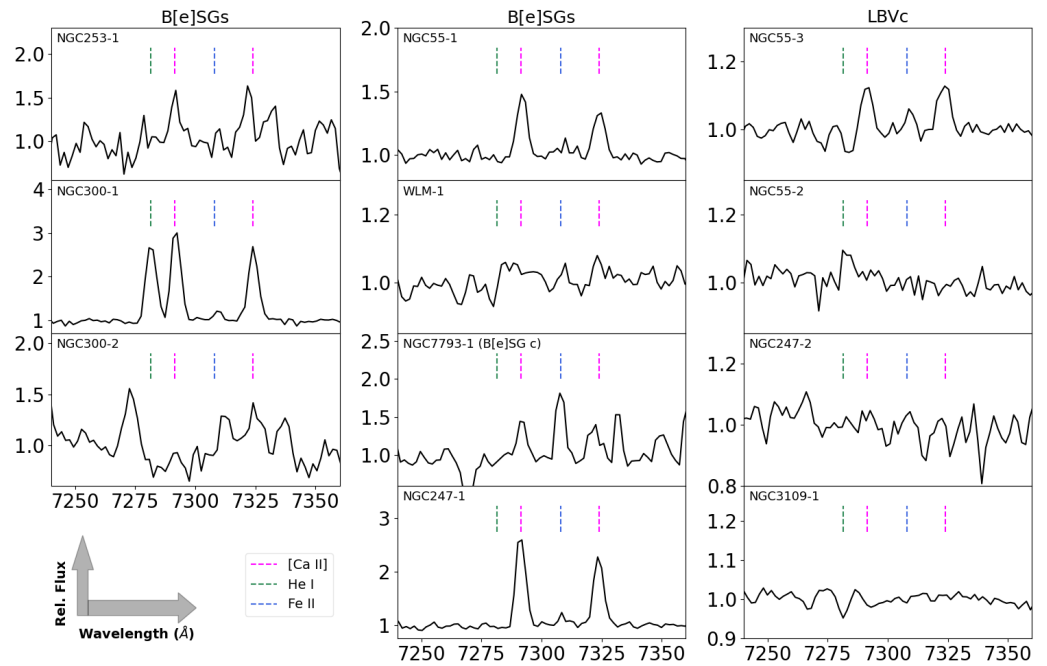 B[e]SGs
NGC253-1
2.0
1.5
1.0
NGC300-1
4
3
2
1
NGC300-2
2.0
1.5
1.0
7250 7275 7300 7325 7350
Rel. Flux
Wavelength (Å)
[Ca II]
He I
Fe II
B[e]SGs
NGC55-1
2.0
1.5
1.0
WLM-1
1.2
1.0
NGC7793-1 (B[e]SG c)
2.5
2.0
1.5
1.0
NGC247-1
3
2
1
7250 7275 7300 7325 7350
LBVc
NGC55-3
1.2
1.0
NGC55-2
1.2
1.0
NGC247-2
1.2
1.0
0.8
NGC3109-1
1.2
1.1
1.0
0.9
7250 7275 7300 7325 7350